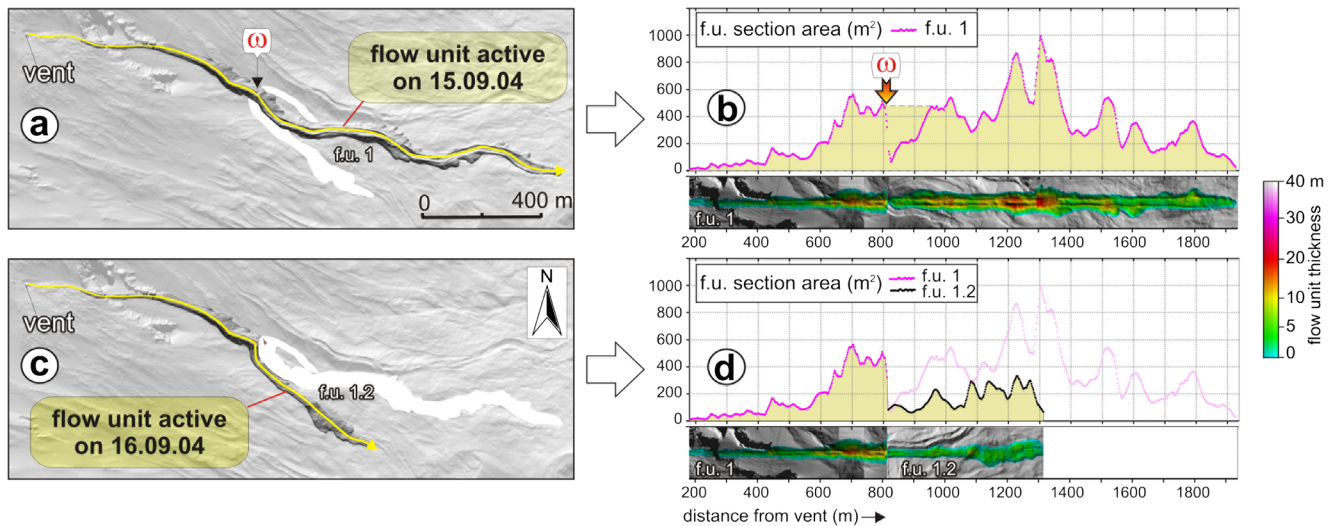 ω
flow unit active
on 15.09.04
vent
a
f.u. 1
0 400 m
f.u. section area (m²) f.u. 1
1000
800
600
400
200
0
ω
b
f.u. 1
200 400 600 800 1000 1200 1400 1600 1800
40 m
30
20
10
5
0
flow unit thickness
vent
N
c
f.u. 1.2
flow unit active
on 16.09.04
f.u. section area (m²) f.u. 1
f.u. 1.2
1000
800
600
400
200
0
d
f.u. 1
f.u. 1.2
200 400 600 800 1000 1200 1400 1600 1800
distance from vent (m)